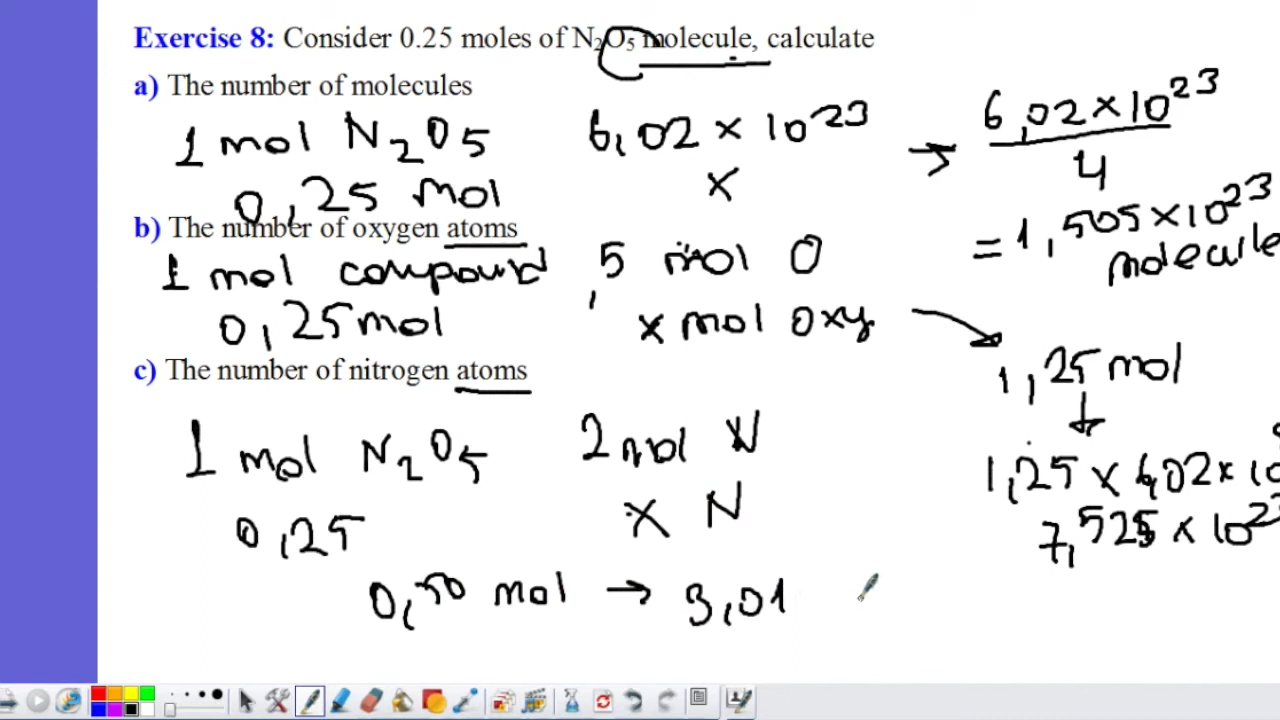 Exercise 8: Consider 0.25 moles of N₂O₅ molecule, calculate
a) The number of molecules
1 mol N₂O₅ 6,02 × 10²³ → 6,02 × 10²³
0,25 mol x 4
b) The number of oxygen atoms = 1,505 × 10²³
1 mol compound , 5 mol O molecule
0,25 mol x mol oxy
c) The number of nitrogen atoms 1,25 mol
1 mol N₂O₅ 2 mol N 1,25 × 6,02 × 10
0,25 x N 7,525 × 10²
0,50 mol → 3,01